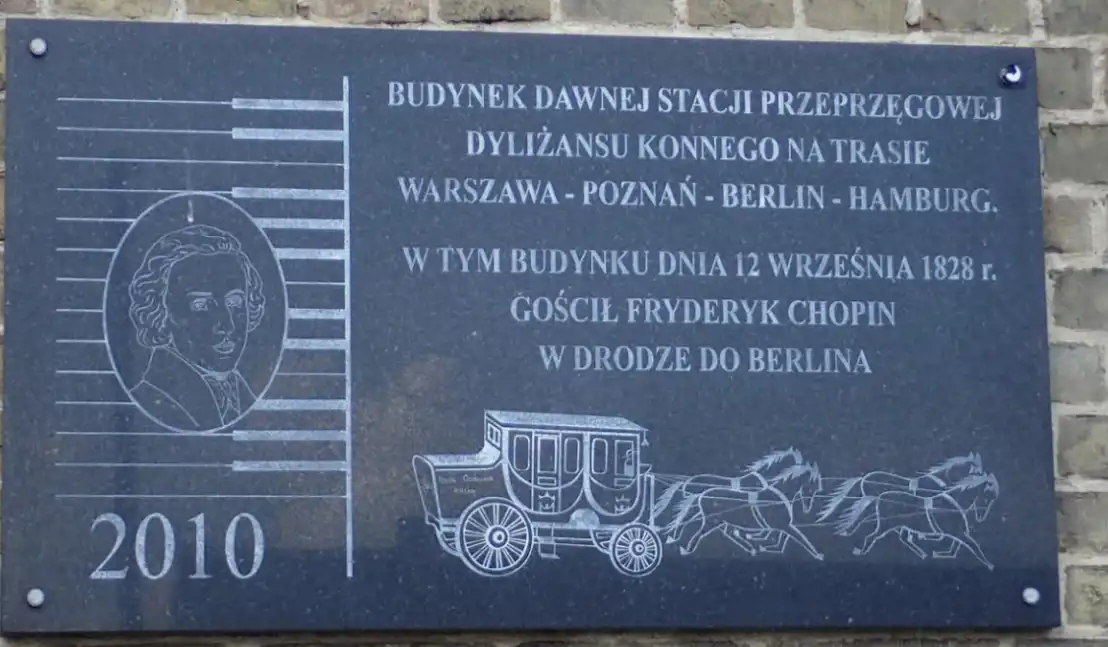 BUDYNEK DAWNEJ STACJI PRZEPRZĘGOWEJ
DYLIŻANSU KONNEGO NA TRASIE
WARSZAWA - POZNAŃ - BERLIN - HAMBURG.
W TYM BUDYNKU DNIA 12 WRZEŚNIA 1828 r.
GOŚCIŁ FRYDERYK CHOPIN
W DRODZE DO BERLINA
2010